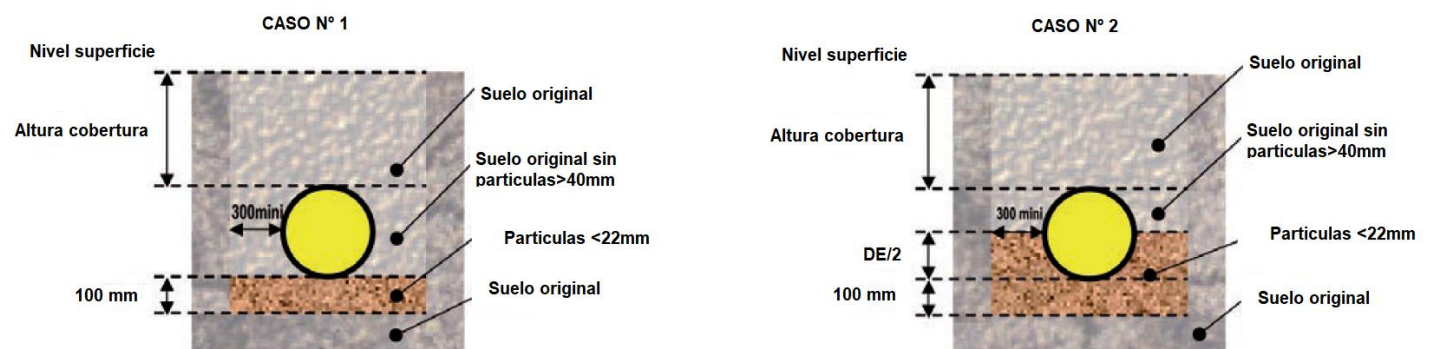 CASO Nº 1
Nivel superficie
Suelo original
Altura cobertura
Suelo original sin
particulas>40mm
300mini
Particulas <22mm
100 mm
Suelo original
CASO Nº 2
Nivel superficie
Suelo original
Altura cobertura
Suelo original sin
particulas>40mm
300 mini
Particulas <22mm
DE/2
100 mm
Suelo original